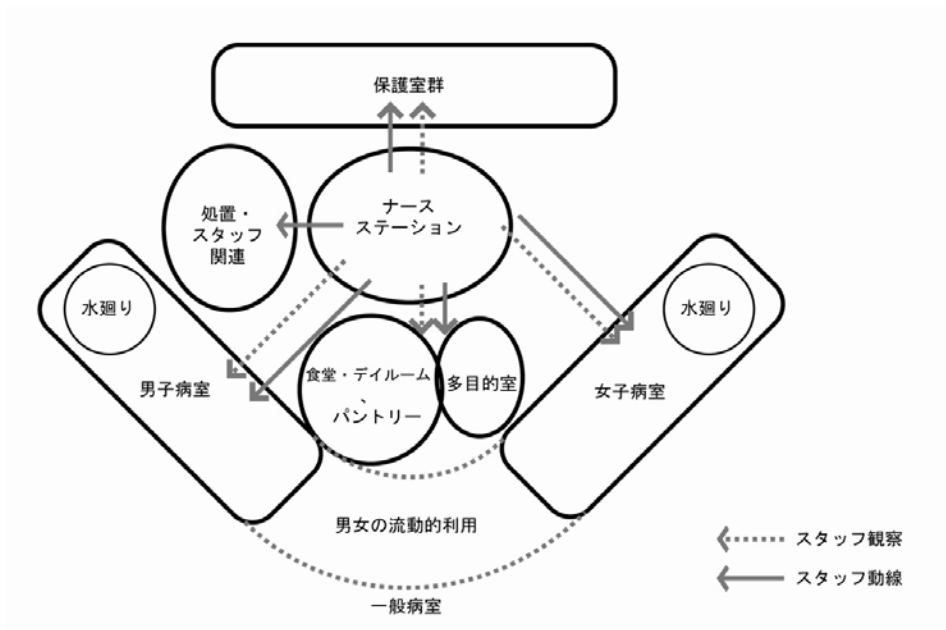 保護室群
ナース
ステーション
処置・
スタッフ
関連
水廻り
水廻り
食堂・デイルーム
、
パントリー
多目的室
男子病室
女子病室
男女の流動的利用
スタッフ観察
スタッフ動線
一般病室